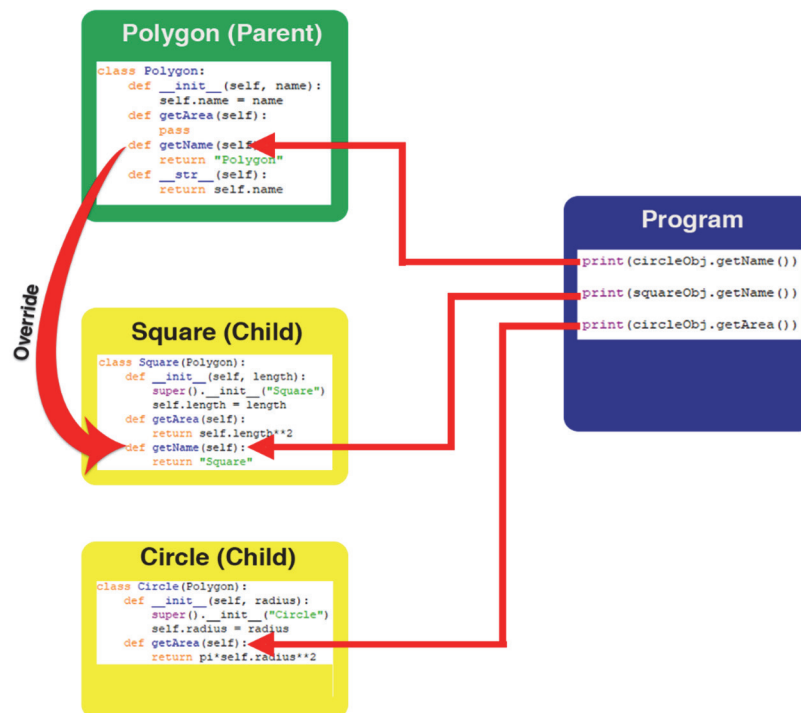 Polygon (Parent)
class Polygon:
    def __init__(self, name):
        self.name = name
    def getArea(self):
        pass
    def getName(self
        return "Polygon"
    def __str__(self):
        return self.name
Override
Square (Child)
class Square(Polygon):
    def __init__(self, length):
        super().__init__("Square")
        self.length = length
    def getArea(self):
        return self.length**2
    def getName(self):
        return "Square"
Circle (Child)
class Circle(Polygon):
    def __init__(self, radius):
        super().__init__("Circle")
        self.radius = radius
    def getArea(self):
        return pi*self.radius**2
Program
print(circleObj.getName())
print(squareObj.getName())
print(circleObj.getArea())